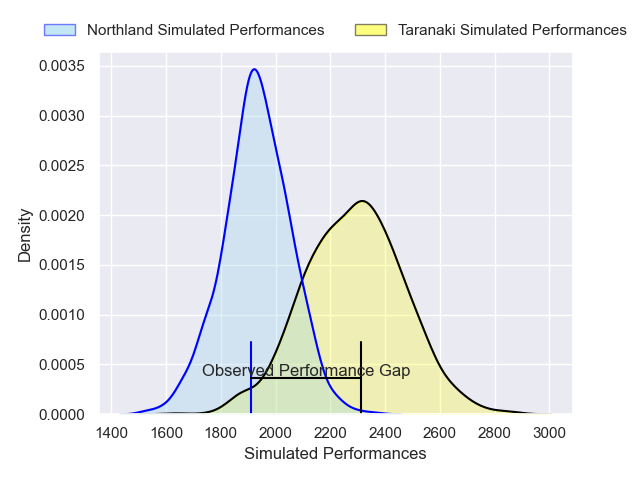 Northland Simulated Performances Taranaki Simulated Performances
0.0035
0.0030
0.0025
0.0020
0.0015
0.0010
0.0005
0.0000
Density
Observed Performance Gap
1400 1600 1800 2000 2200 2400 2600 2800 3000
Simulated Performances